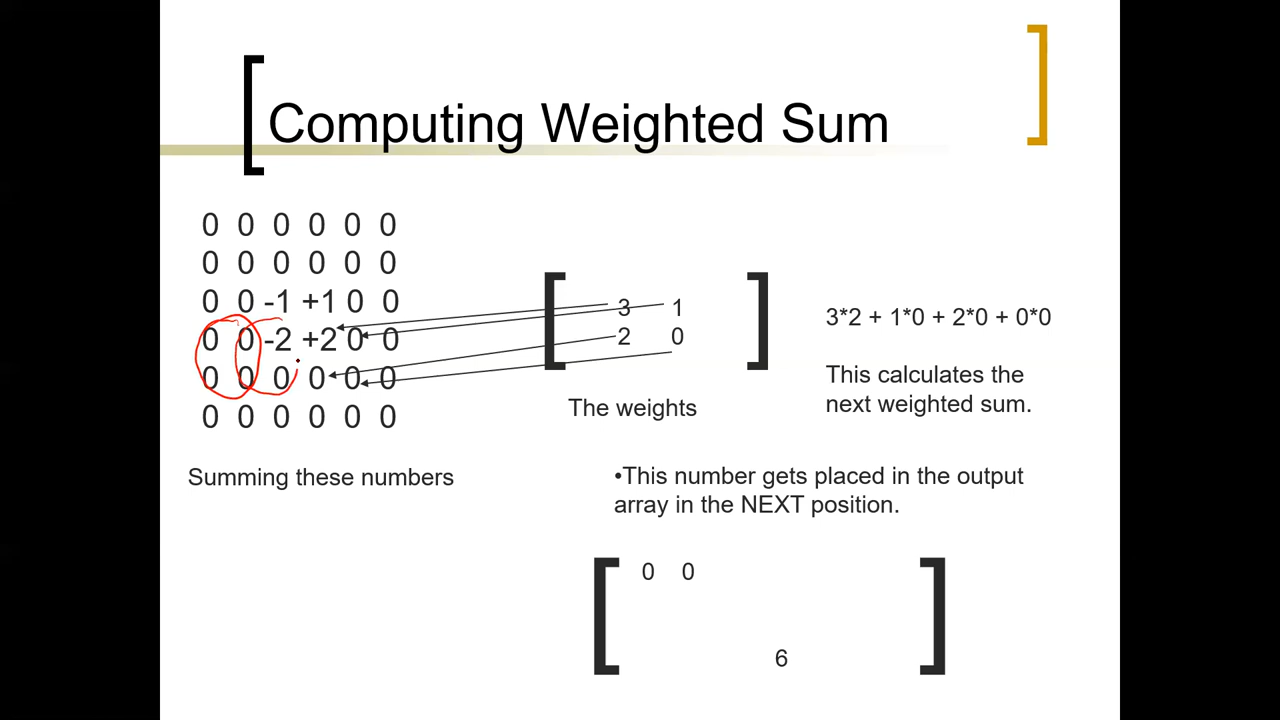 Computing Weighted Sum
0 0 0 0 0 0
0 0 0 0 0 0
0 0 -1 +1 0 0
0 0 -2 +2 0 0
0 0 0 0 0 0
0 0 0 0 0 0
Summing these numbers
3 1
2 0
The weights
3*2 + 1*0 + 2*0 + 0*0
This calculates the
next weighted sum.
•This number gets placed in the output
array in the NEXT position.
0 0
6